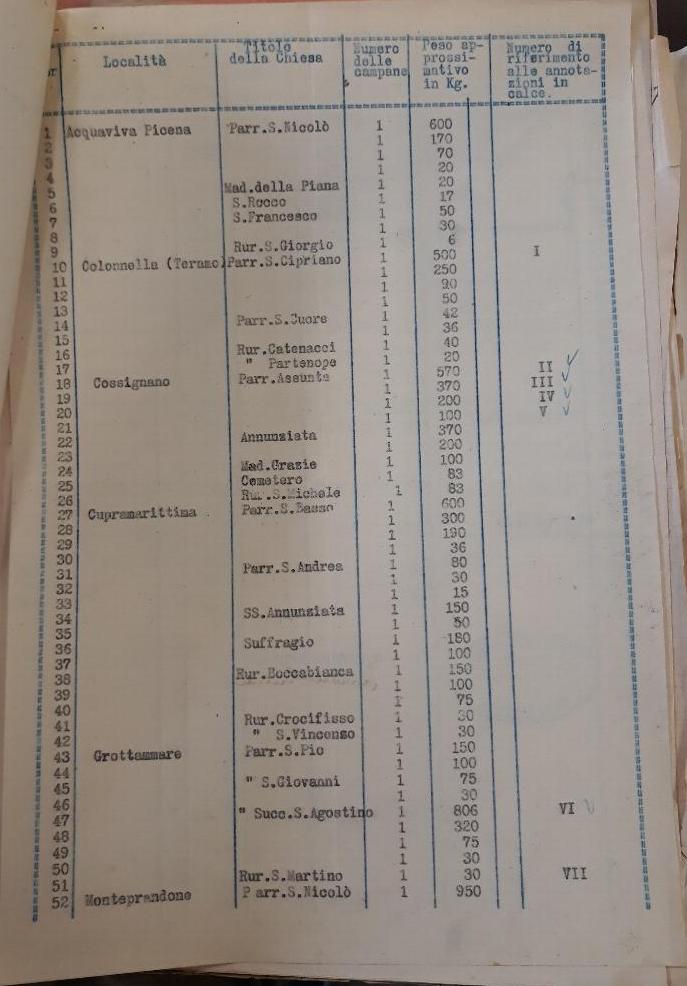 or Località Titolo della Chiesa Numero delle campane Peso ap-prossi-mativo in Kg. Numero di riferimento alle annota-zioni in calce.
1 Acquaviva Picena Parr.S.Nicolò 1 600
2 1 170
3 1 70
4 1 20
5 Mad.della Piana 1 20
6 S.Rocco 1 17
7 S.Francesco 1 50
8 1 30
9 Rur.S.Giorgio 1 6
10 Colonnella (Teramo) Parr.S.Cipriano 1 500 I
11 1 250
12 1 90
13 1 50
14 Parr.S.Cuore 1 42
15 1 36
16 Rur.Catenacci 1 40
17 " Partenope 1 20
18 Cossignano Parr.Assunta 1 570 II
19 1 370 III
20 1 200 IV
21 1 100 V
22 Annunziata 1 370
23 1 200
24 Mad.Grazie 1 100
25 Cemetero 1 83
26 Rur.S.Michele 1 83
27 Cupramarittima Parr.S.Basso 1 600
28 1 300
29 1 190
30 1 36
31 Parr.S.Andrea 1 80
32 1 30
33 1 15
34 SS.Annunziata 1 150
35 1 50
36 Suffragio 1 180
37 1 100
38 Rur.Boccabianca 1 150
39 1 100
40 1 75
41 Rur.Crocifisso 1 30
42 " S.Vincenzo 1 30
43 Grottammare Parr.S.Pio 1 150
44 1 100
45 " S.Giovanni 1 75
46 1 30
47 " Succ.S.Agostino 1 806 VI
48 1 320
49 1 75
50 1 30
51 Rur.S.Martino 1 30 VII
52 Monteprandone Parr.S.Nicolò 1 950